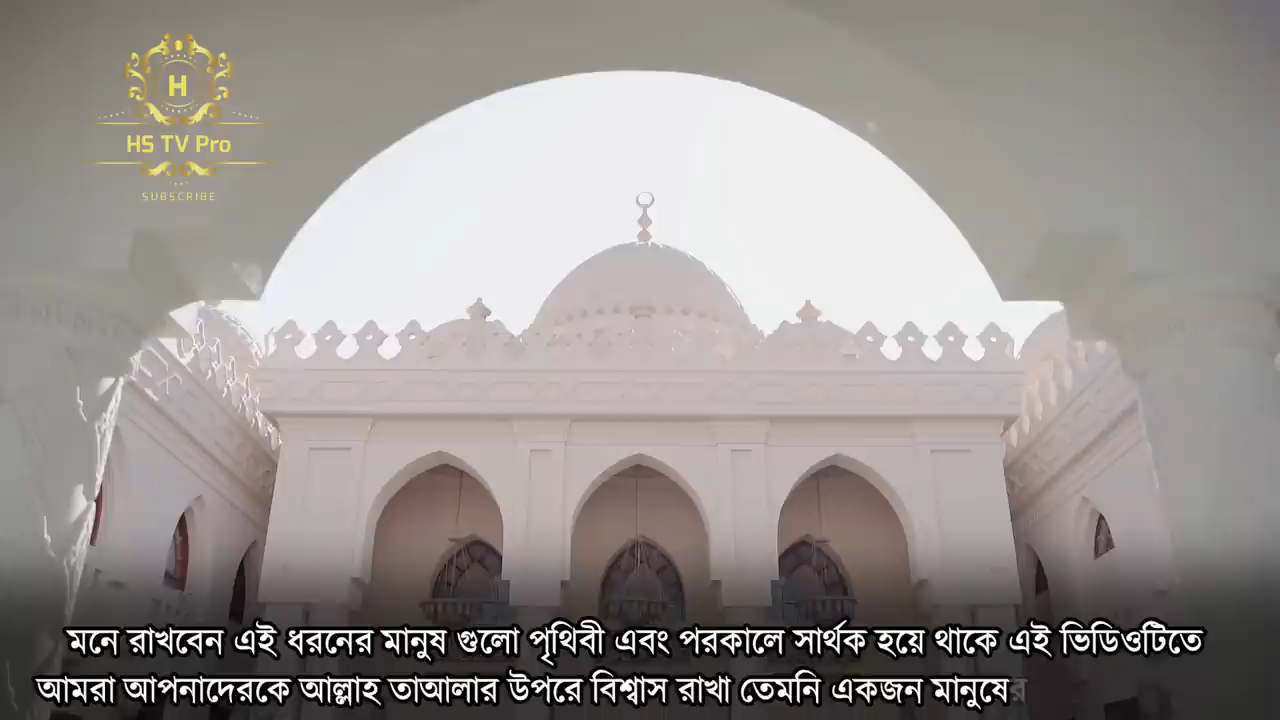 H
HS TV Pro
SUBSCRIBE
মনে রাখবেন এই ধরনের মানুষ গুলো পৃথিবী এবং পরকালে সার্থক হয়ে থাকে এই ভিডিওটিতে
আমরা আপনাদেরকে আল্লাহ তাআলার উপরে বিশ্বাস রাখা তেমনি একজন মানুষের